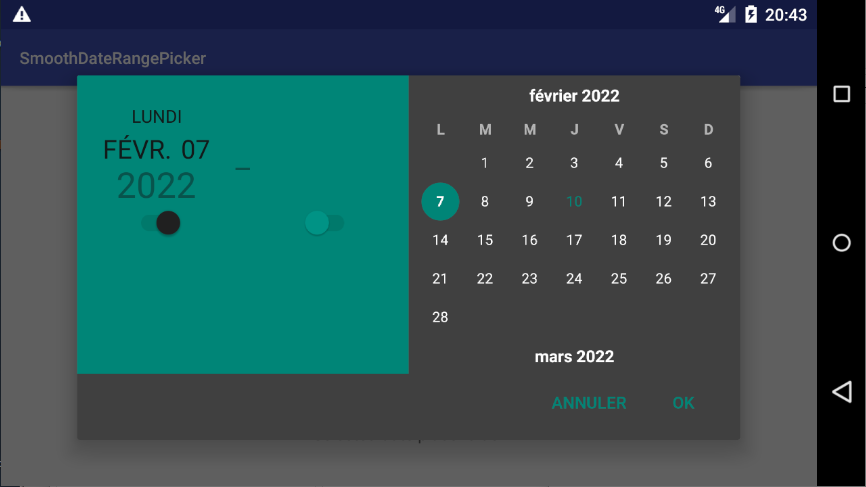 4G 20:43
SmoothDateRangePicker
LUNDI
FÉVR. 07
2022
–
février 2022
L M M J V S D
1 2 3 4 5 6
7 8 9 10 11 12 13
14 15 16 17 18 19 20
21 22 23 24 25 26 27
28
mars 2022
ANNULER OK